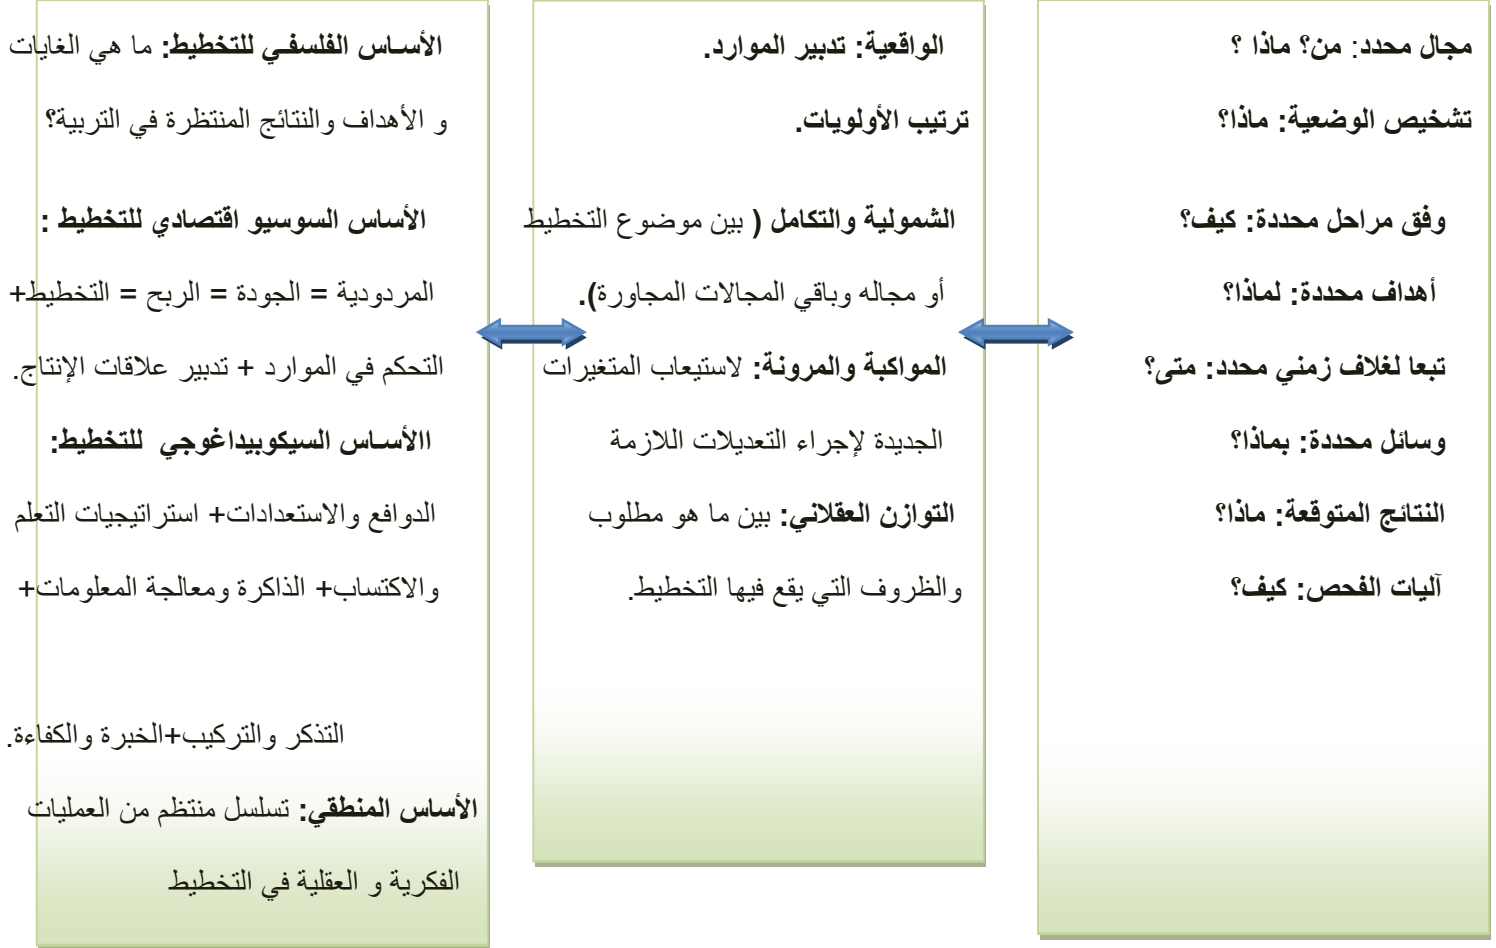 مجال محدد: من؟ ماذا ؟
تشخيص الوضعية: ماذا؟
وفق مراحل محددة: كيف؟
أهداف محددة: لماذا؟
تبعا لغلاف زمني محدد: متى؟
وسائل محددة: بماذا؟
النتائج المتوقعة: ماذا؟
آليات الفحص: كيف؟
الواقعية: تدبير الموارد.
ترتيب الأولويات.
الشمولية والتكامل ( بين موضوع التخطيط
أو مجاله وباقي المجالات المجاورة).
المواكبة والمرونة: لاستيعاب المتغيرات
الجديدة لإجراء التعديلات اللازمة
التوازن العقلاني: بين ما هو مطلوب
والظروف التي يقع فيها التخطيط.
الأساس الفلسفي للتخطيط: ما هي الغايات
و الأهداف والنتائج المنتظرة في التربية؟
الأساس السوسيو اقتصادي للتخطيط :
المردودية = الجودة = الربح = التخطيط+
التحكم في الموارد + تدبير علاقات الإنتاج.
االأساس السيكوبيداغوجي للتخطيط:
الدوافع والاستعدادات+ استراتيجيات التعلم
والاكتساب+ الذاكرة ومعالجة المعلومات+
التذكر والتركيب+الخبرة والكفاءة.
الأساس المنطقي: تسلسل منتظم من العمليات
الفكرية و العقلية في التخطيط